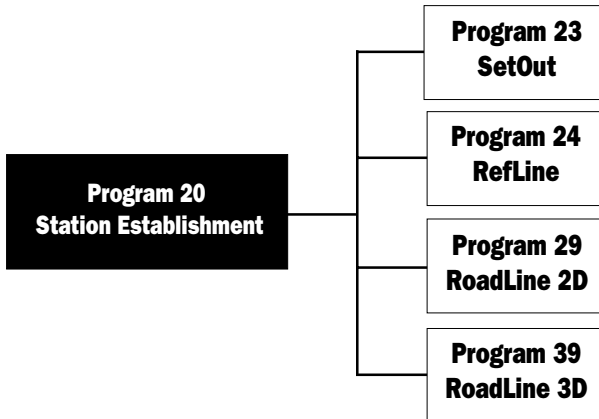 Program 23
SetOut
Program 24
RefLine
Program 20
Station Establishment
Program 29
RoadLine 2D
Program 39
RoadLine 3D